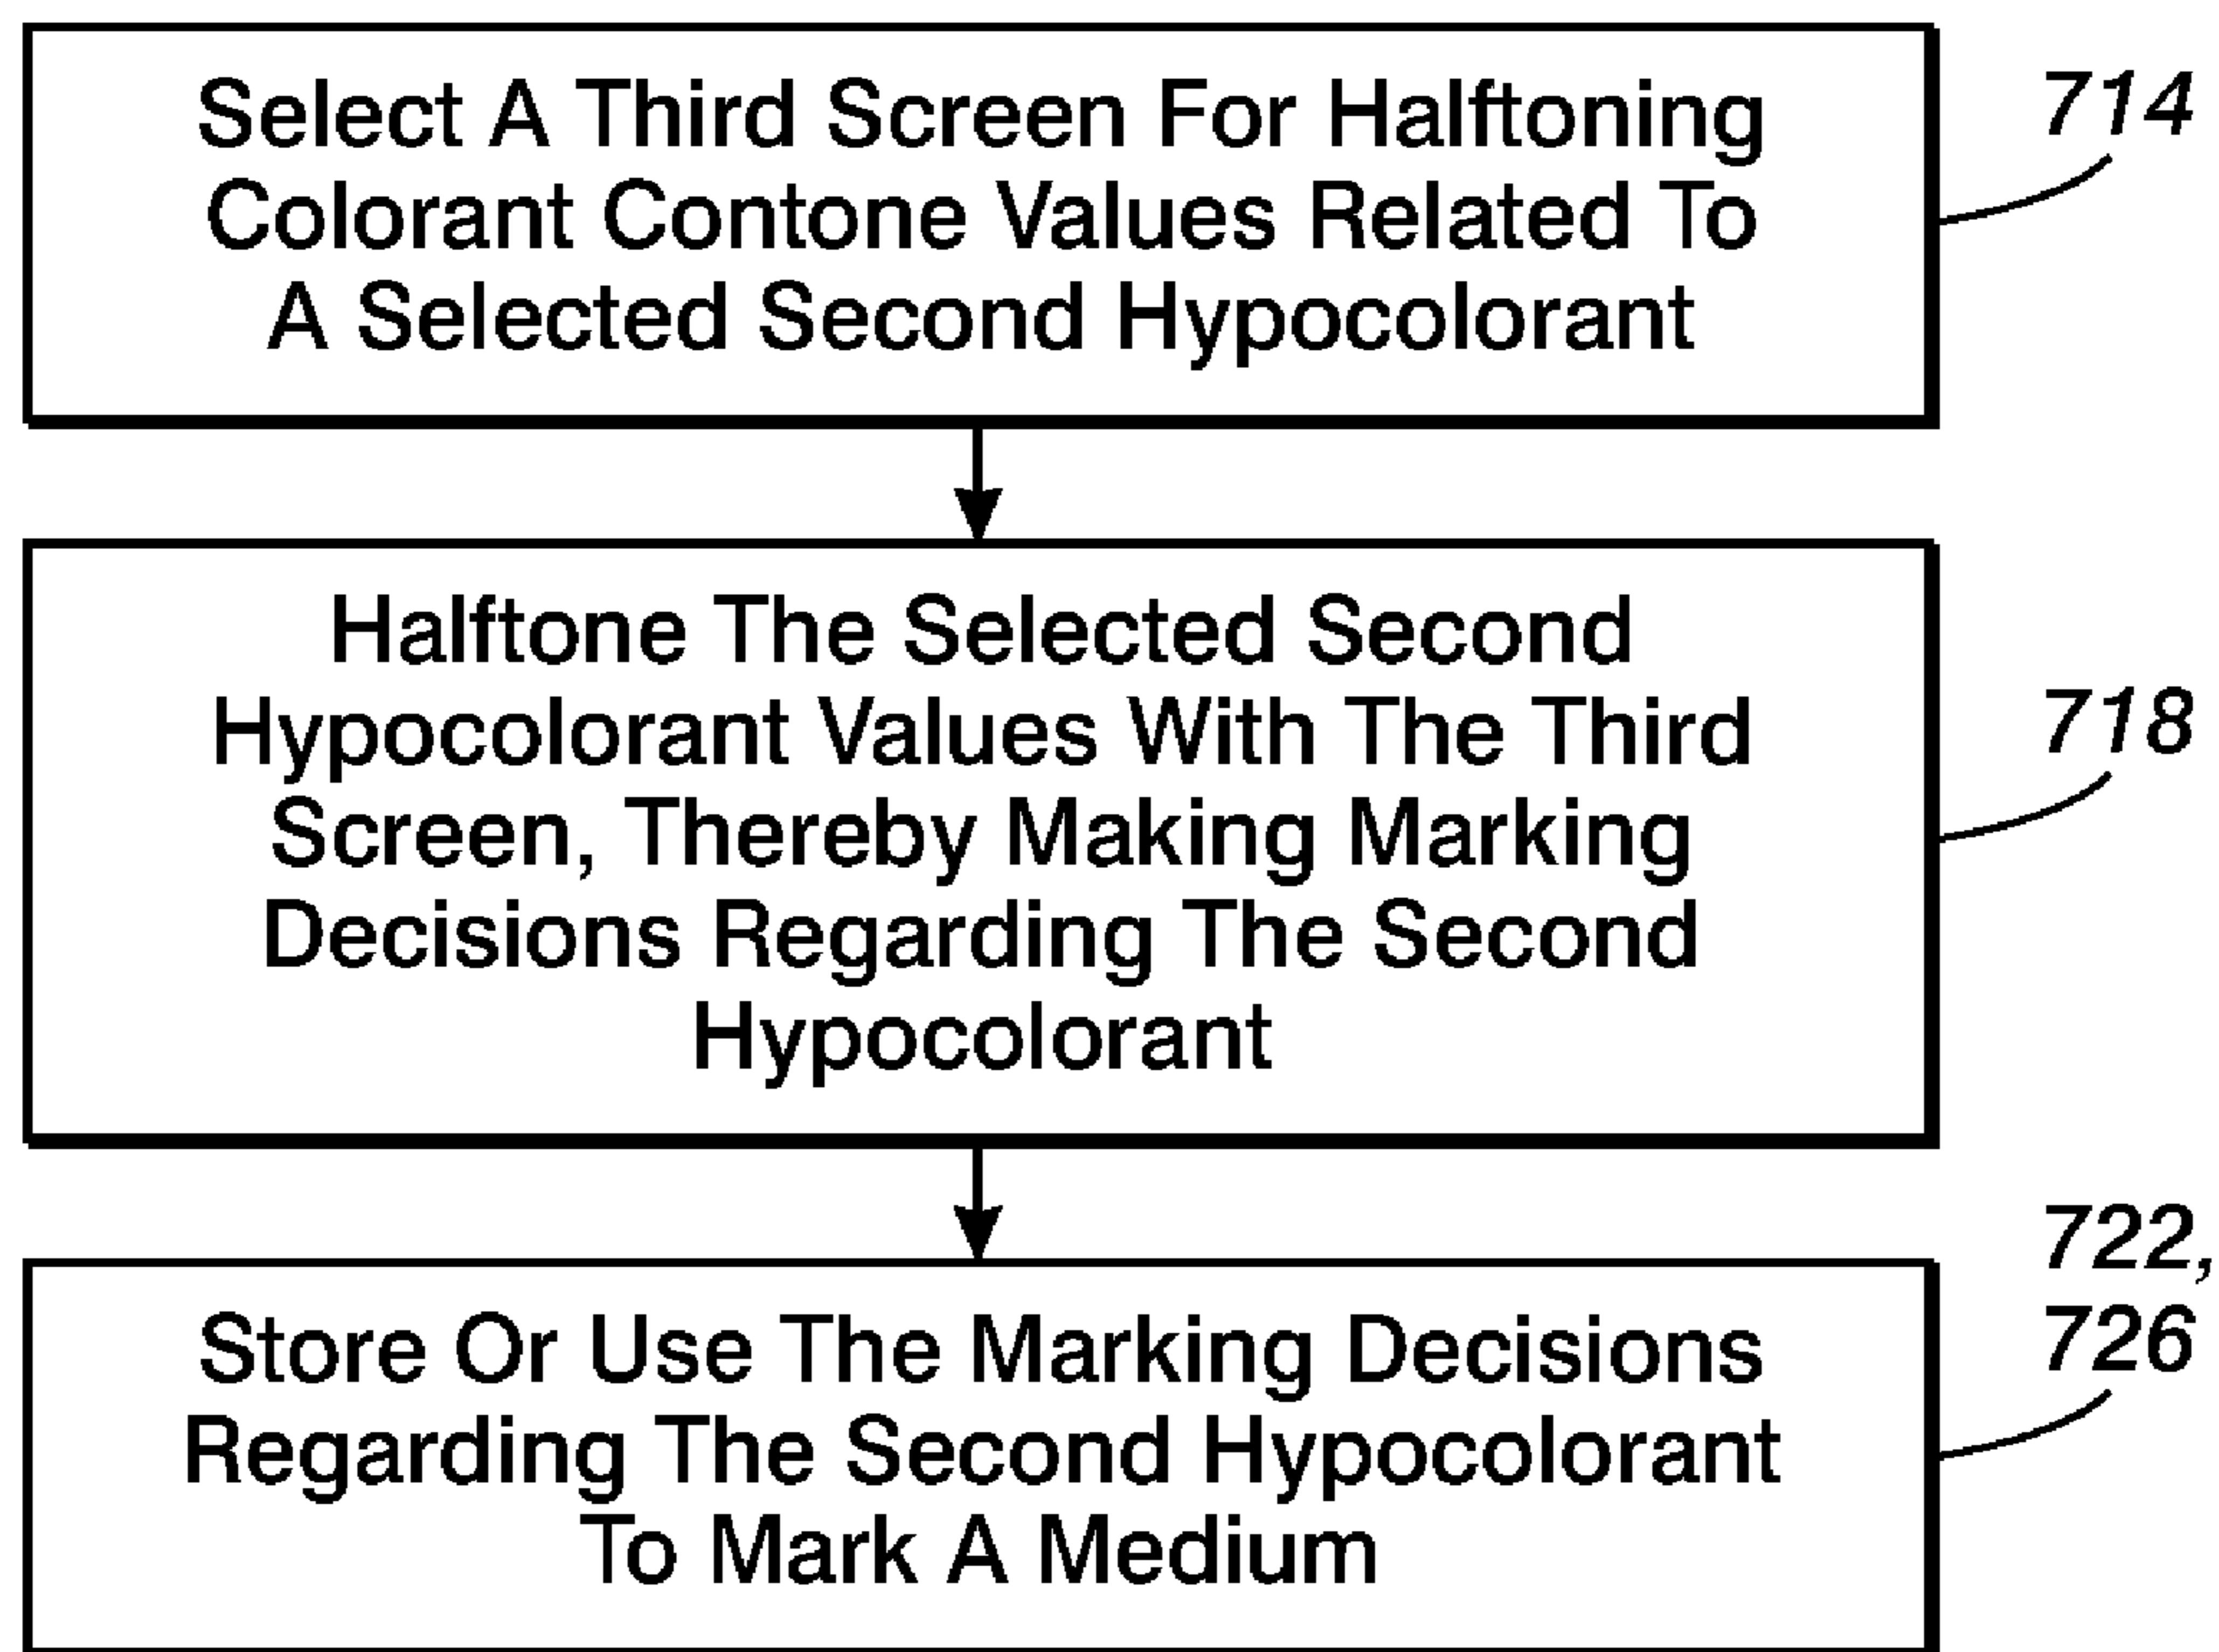 Select A Third Screen For Halftoning
Colorant Contone Values Related To
A Selected Second Hypocolorant
714
Halftone The Selected Second
Hypocolorant Values With The Third
Screen, Thereby Making Marking
Decisions Regarding The Second
Hypocolorant
718
Store Or Use The Marking Decisions
Regarding The Second Hypocolorant
To Mark A Medium
722,
726